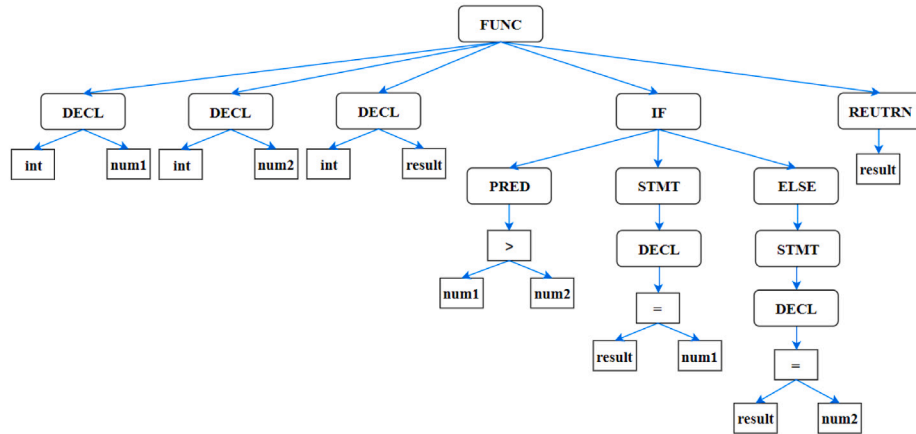 FUNC
DECL DECL DECL IF REUTRN
int num1 int num2 int result result
PRED STMT ELSE
> DECL STMT
num1 num2 = DECL
result num1 =
result num2